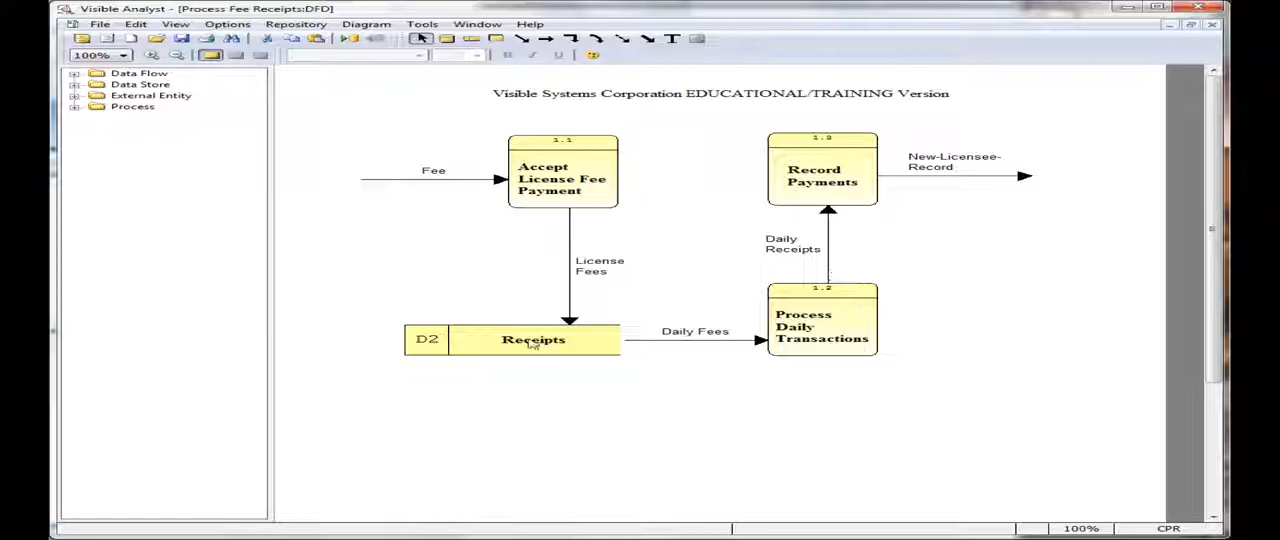 Visible Analyst - [Process Fee Receipts:DFD]
File Edit View Options Repository Diagram Tools Window Help
100%
Data Flow
Data Store
External Entity
Process
Visible Systems Corporation EDUCATIONAL/TRAINING Version
1.1
Accept
License Fee
Payment
Fee
1.3
Record
Payments
New-Licensee-
Record
Daily
Receipts
License
Fees
1.2
Process
Daily
Transactions
D2
Receipts
Daily Fees
100% CPR